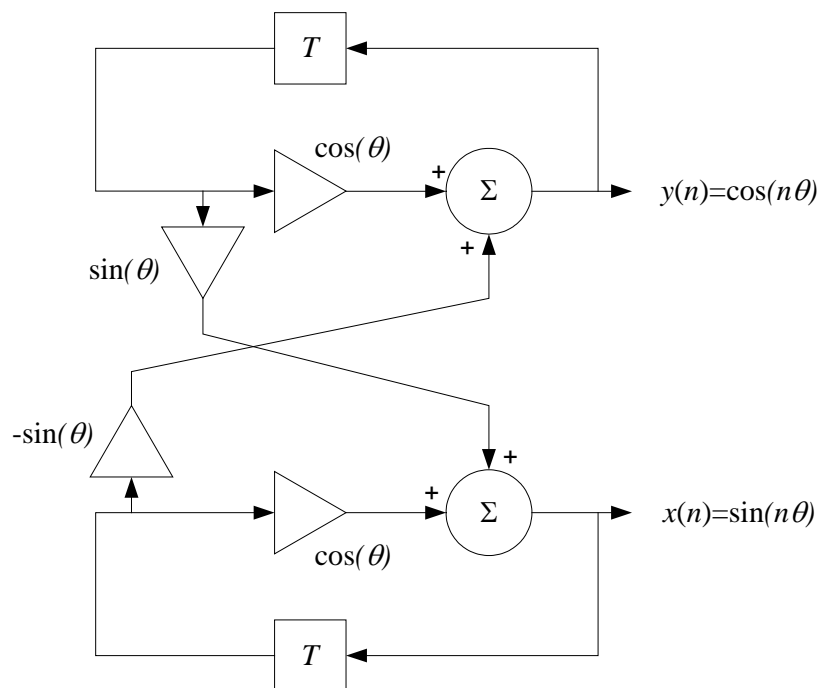 T
cos(θ)
+
Σ
y(n)=cos(nθ)
+
sin(θ)
-sin(θ)
+
+
Σ
x(n)=sin(nθ)
cos(θ)
T